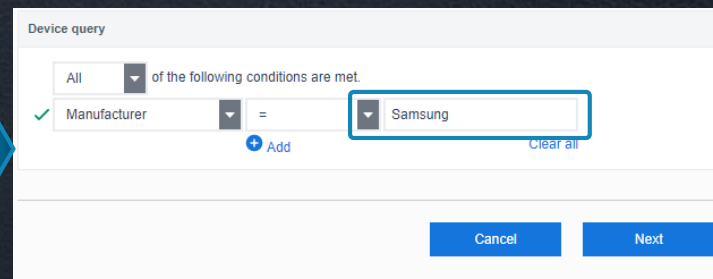 Device query
All of the following conditions are met.
Manufacturer = Samsung
Add Clear all
Cancel Next